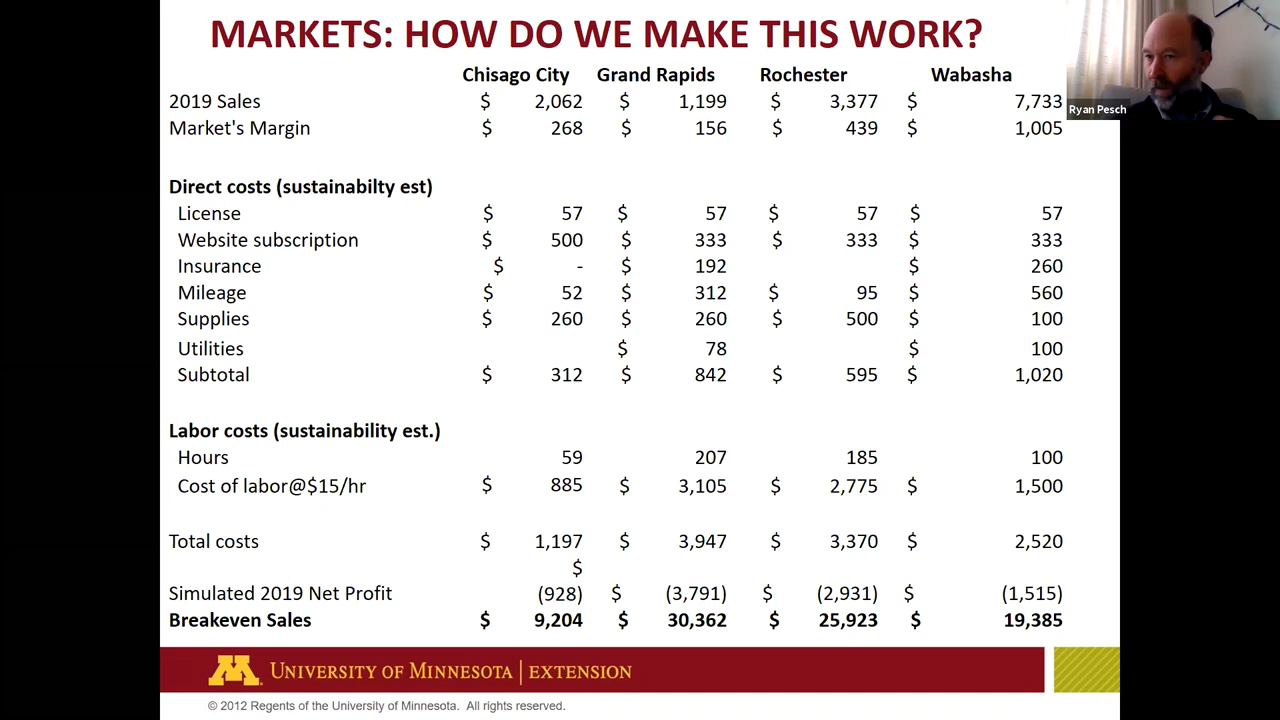 MARKETS: HOW DO WE MAKE THIS WORK?
Chisago City Grand Rapids Rochester Wabasha
2019 Sales $ 2,062 $ 1,199 $ 3,377 $ 7,733
Ryan Pesch
Market's Margin $ 268 $ 156 $ 439 $ 1,005
Direct costs (sustainabilty est)
License $ 57 $ 57 $ 57 $ 57
Website subscription $ 500 $ 333 $ 333 $ 333
Insurance $ - $ 192 $ 260
Mileage $ 52 $ 312 $ 95 $ 560
Supplies $ 260 $ 260 $ 500 $ 100
Utilities $ 78 $ 100
Subtotal $ 312 $ 842 $ 595 $ 1,020
Labor costs (sustainability est.)
Hours 59 207 185 100
Cost of labor@$15/hr $ 885 $ 3,105 $ 2,775 $ 1,500
Total costs $ 1,197 $ 3,947 $ 3,370 $ 2,520
$
Simulated 2019 Net Profit (928) $ (3,791) $ (2,931) $ (1,515)
Breakeven Sales $ 9,204 $ 30,362 $ 25,923 $ 19,385
M UNIVERSITY OF MINNESOTA | EXTENSION
© 2012 Regents of the University of Minnesota. All rights reserved.